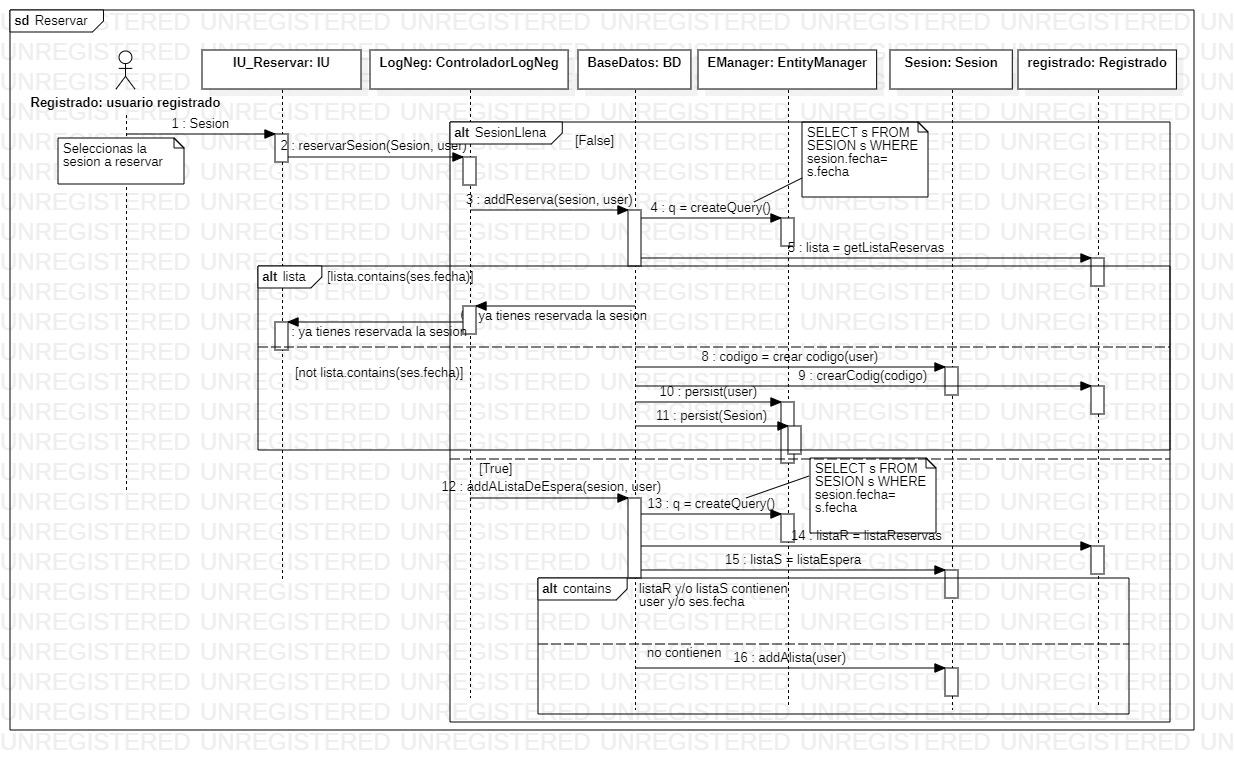 sd Reservar
IU_Reservar: IU
LogNeg: ControladorLogNeg
BaseDatos: BD
EManager: EntityManager
Sesion: Sesion
registrado: Registrado
Registrado: usuario registrado
1 : Sesion
Seleccionas la
sesion a reservar
2 : reservarSesion(Sesion, user)
alt SesionLlena
[False]
SELECT s FROM
SESION s WHERE
sesion.fecha=
s.fecha
3 : addReserva(sesion, user)
4 : q = createQuery()
5 : lista = getListaReservas
alt lista
[lista.contains(ses.fecha)]
ya tienes reservada la sesion
: ya tienes reservada la sesion
8 : codigo = crear codigo(user)
[not lista.contains(ses.fecha)]
9 : crearCodig(codigo)
10 : persist(user)
11 : persist(Sesion)
[True]
SELECT s FROM
SESION s WHERE
sesion.fecha=
s.fecha
12 : addAListaDeEspera(sesion, user)
13 : q = createQuery()
14 : listaR = listaReservas
15 : listaS = listaEspera
alt contains
listaR y/o listaS contienen
user y/o ses.fecha
no contienen
16 : addAlista(user)
UNREGISTERED